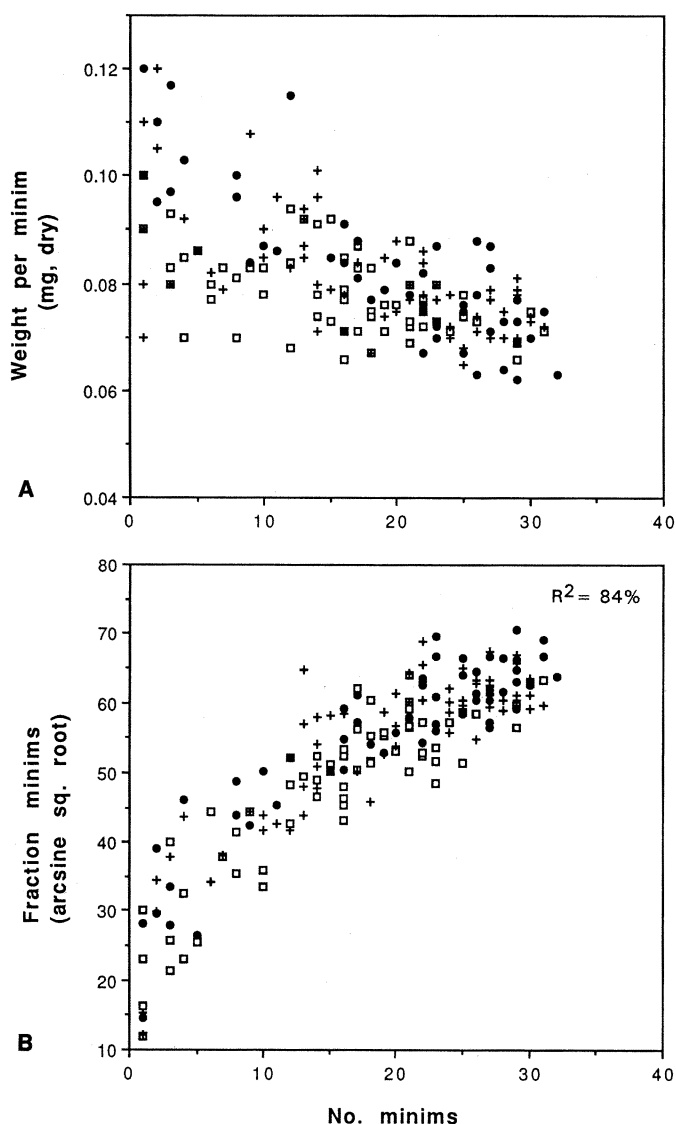 0.12
0.10
0.08
0.06
0.04
Weight per minim
(mg, dry)
A
0 10 20 30 40
80
70
60
50
40
30
20
10
R2= 84%
Fraction minims
(arcsine sq. root)
B
0 10 20 30 40
No. minims